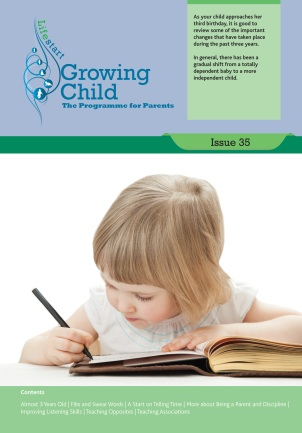 As your child approaches her
third birthday, it is good to
review some of the important
changes that have taken place
during the past three years.
In general, there has been a
gradual shift from a totally
dependent baby to a more
independent child.
Lifestart
Growing
Child
The Programme for Parents
Issue 35
Contents
Almost 3 Years Old | Fibs and Swear Words | A Start on Telling Time | More about Being a Parent and Discipline |
Improving Listening Skills | Teaching Opposites | Teaching Associations